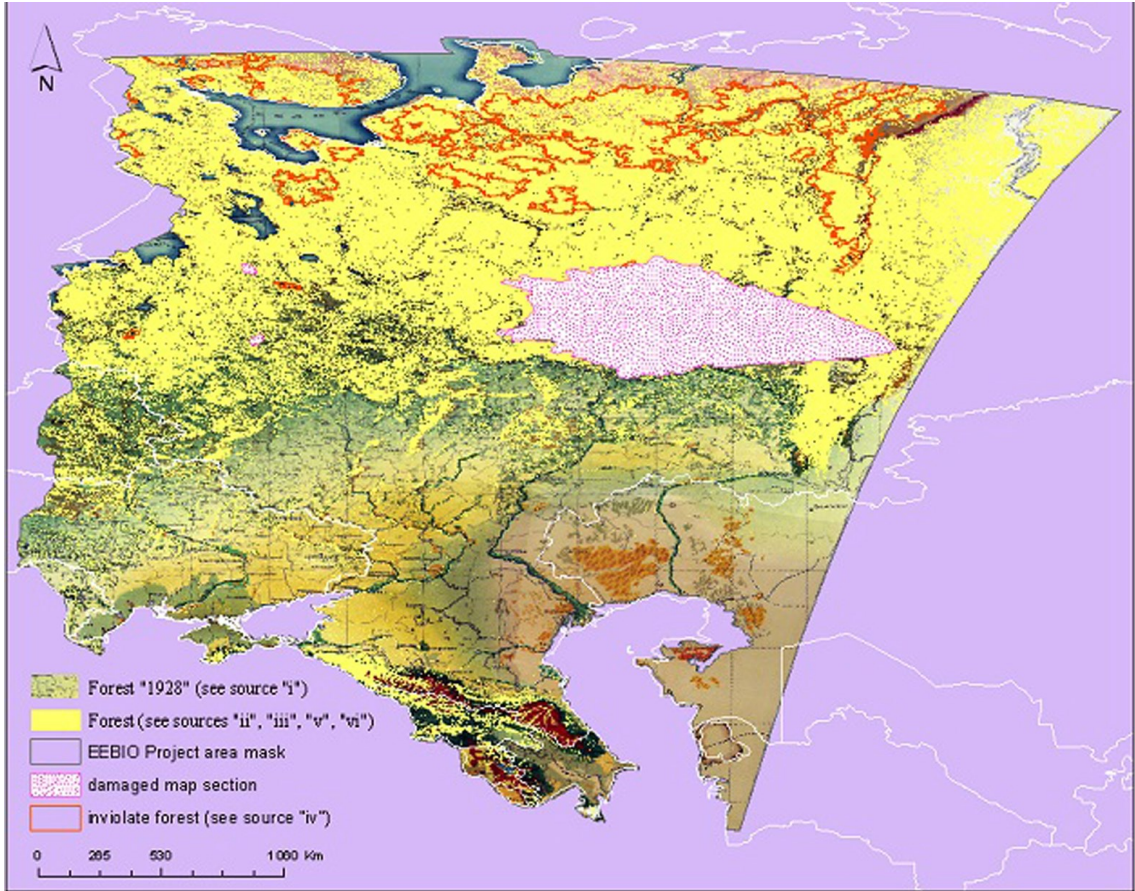 N
Forest "1928" (see source "i")
Forest (see sources "ii", "iii", "v", "vi")
EEBIO Project area mask
damaged map section
inviolate forest (see source "iv")
0 265 530 1 060 Km